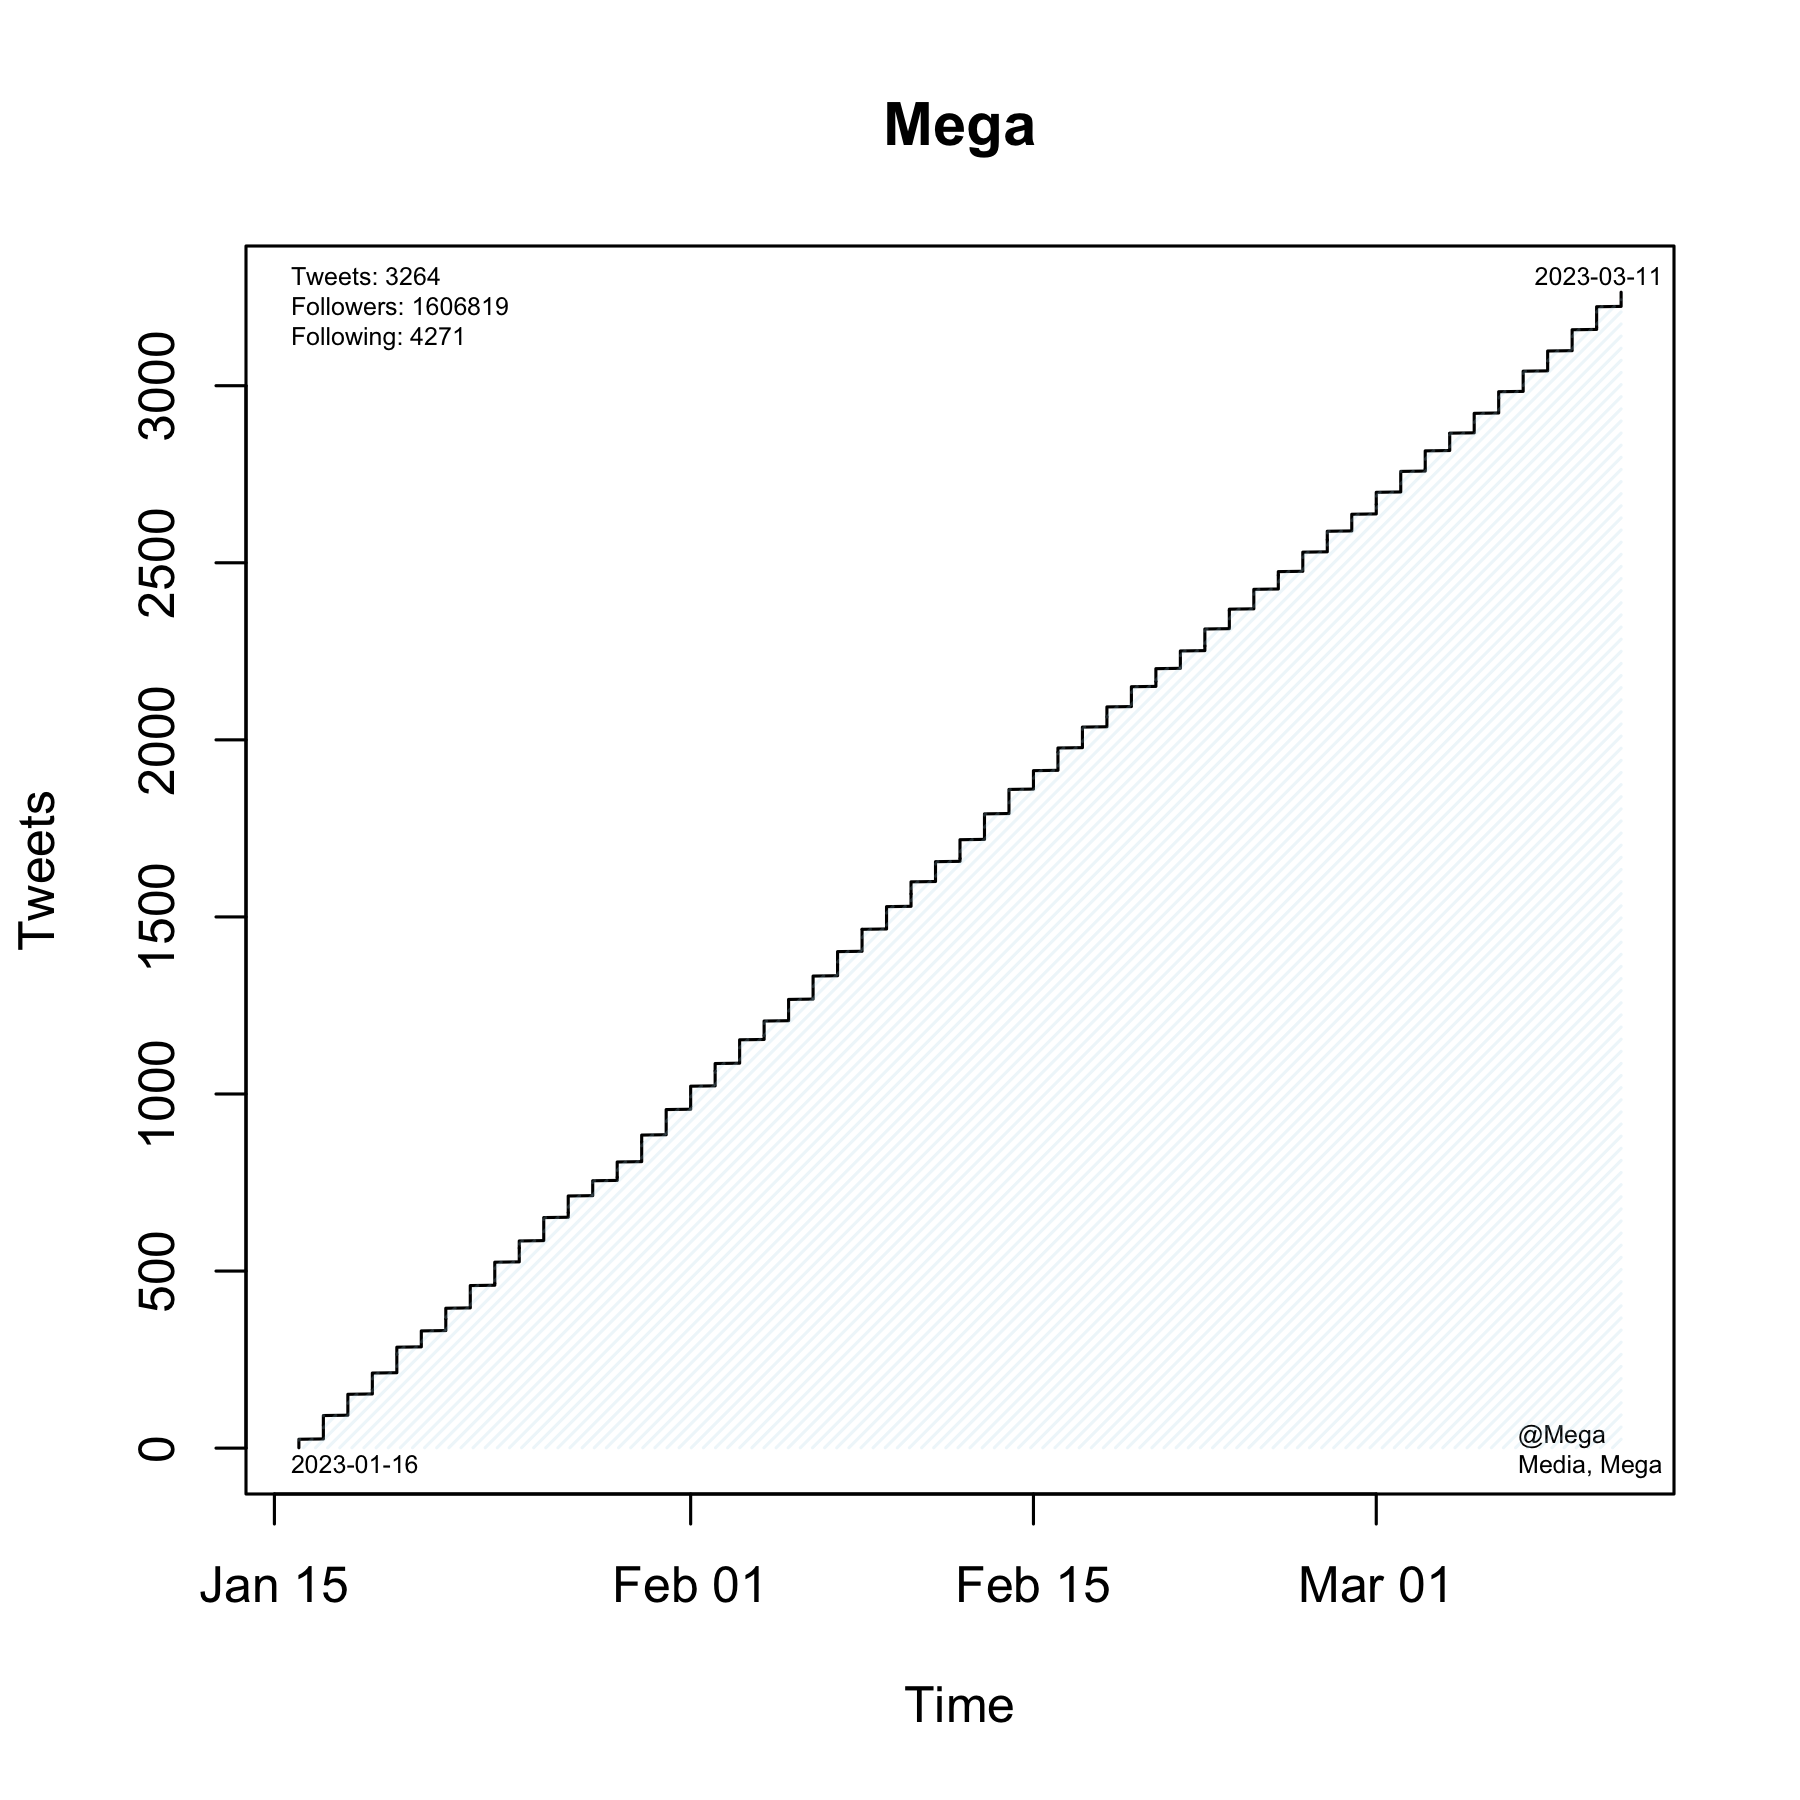 Mega
Tweets: 3264
Followers: 1606819
Following: 4271
2023-03-11
3000
2500
2000
1500
1000
500
0
Tweets
2023-01-16
@Mega
Media, Mega
Jan 15
Feb 01
Feb 15
Mar 01
Time